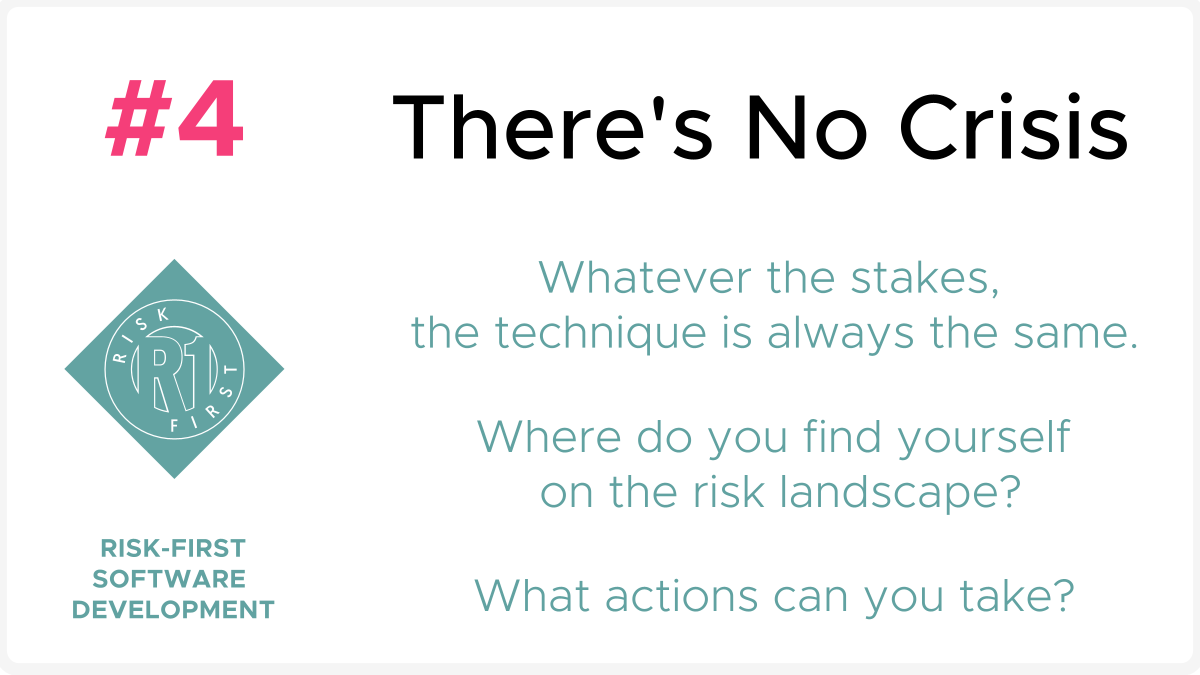 #4
There's No Crisis
Whatever the stakes,
the technique is always the same.
Where do you find yourself
on the risk landscape?
What actions can you take?
RISK
R1
FIRST
RISK-FIRST
SOFTWARE
DEVELOPMENT